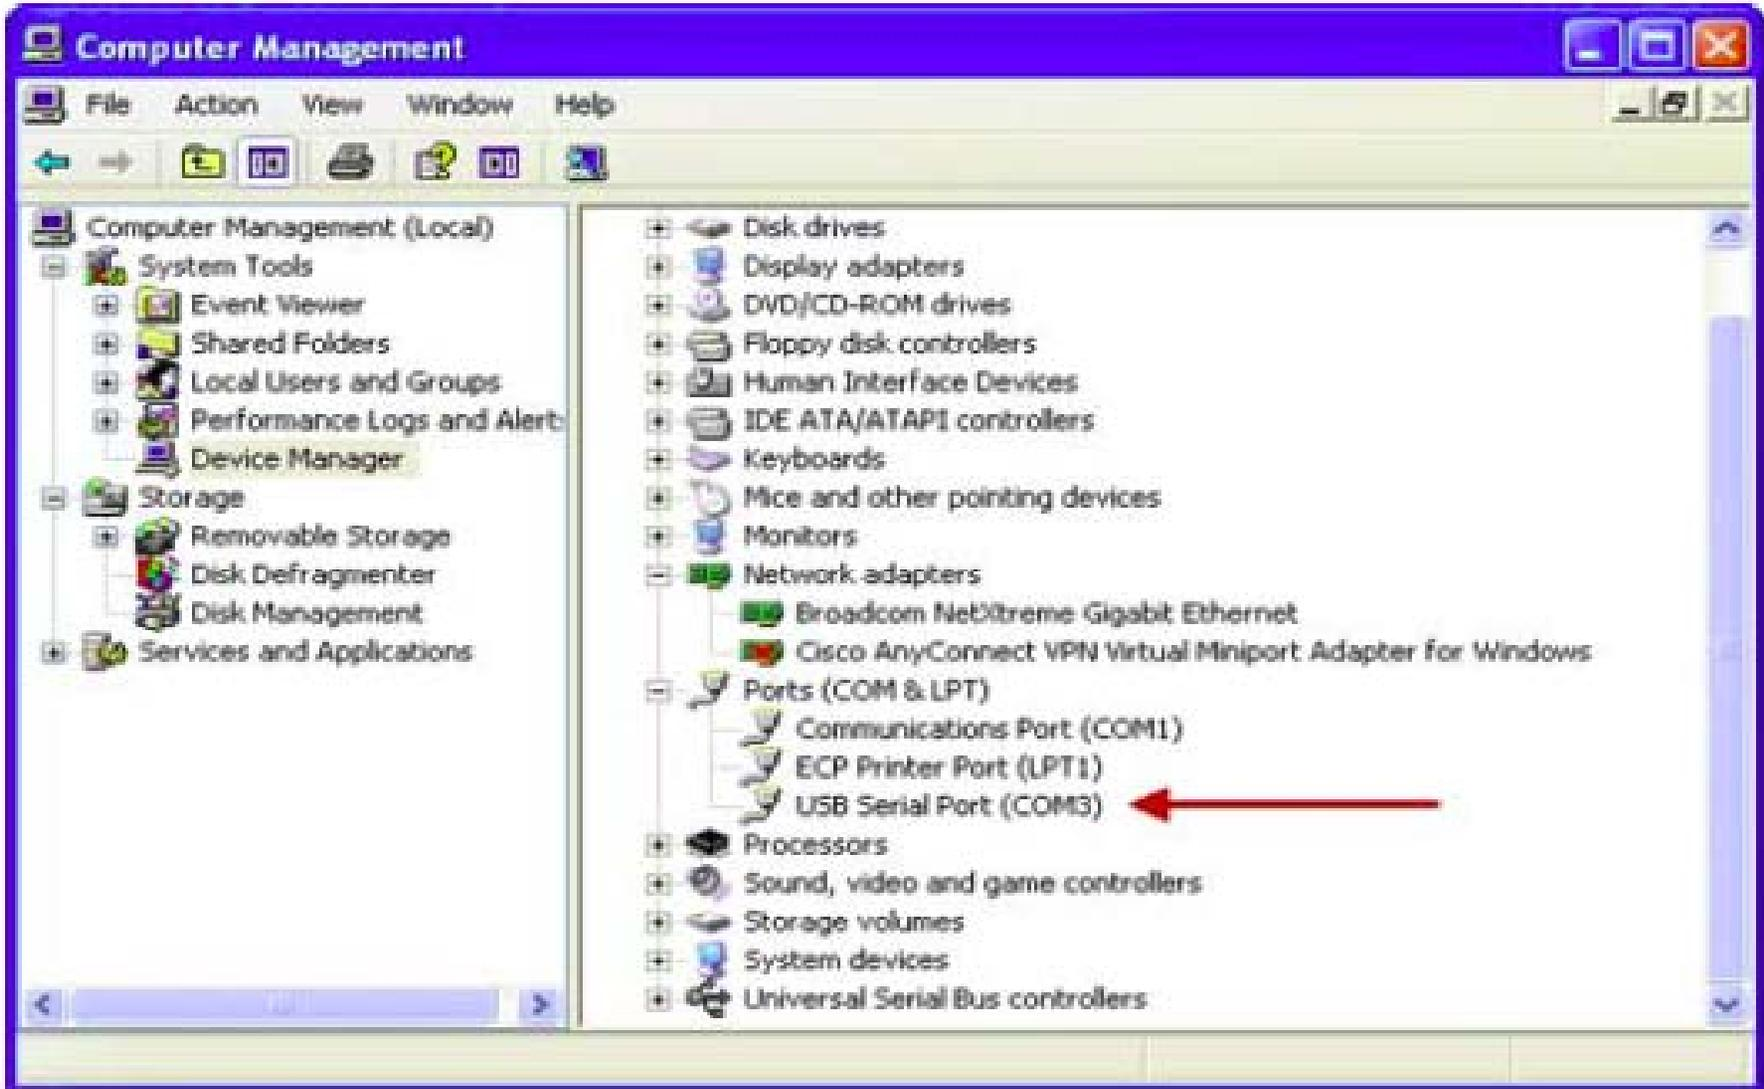 Computer Management
File Action View Window Help
Computer Management (Local)
System Tools
Event Viewer
Shared Folders
Local Users and Groups
Performance Logs and Alert
Device Manager
Storage
Removable Storage
Disk Defragmenter
Disk Management
Services and Applications
Disk drives
Display adapters
DVD/CD-ROM drives
Floppy disk controllers
Human Interface Devices
IDE ATA/ATAPI controllers
Keyboards
Mice and other pointing devices
Monitors
Network adapters
Broadcom NetXtreme Gigabit Ethernet
Cisco AnyConnect VPN Virtual Miniport Adapter for Windows
Ports (COM & LPT)
Communications Port (COM1)
ECP Printer Port (LPT1)
USB Serial Port (COM3)
Processors
Sound, video and game controllers
Storage volumes
System devices
Universal Serial Bus controllers